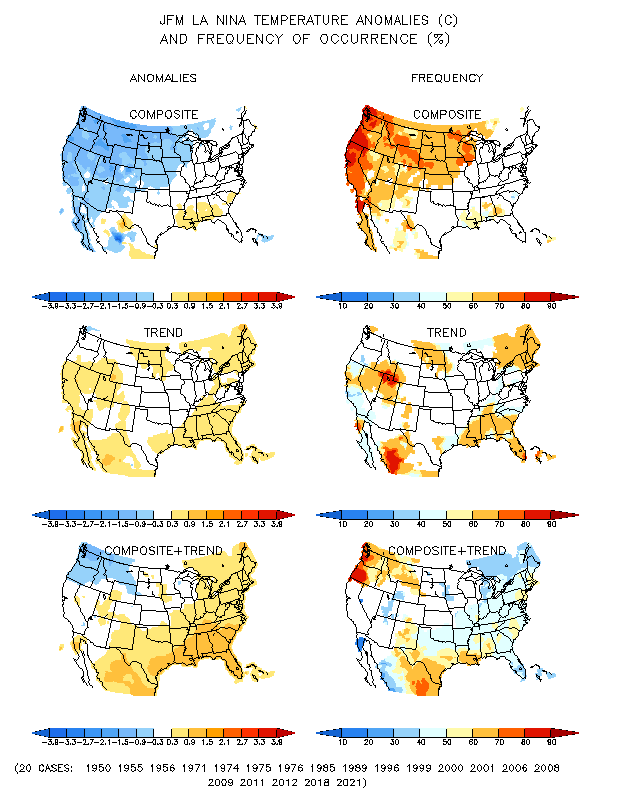 JFM LA NINA TEMPERATURE ANOMALIES (C)
AND FREQUENCY OF OCCURRENCE (%)
ANOMALIES FREQUENCY
COMPOSITE COMPOSITE
-3.9 -3.3 -2.7 -2.1 -1.5 -0.9 -0.3 0.3 0.9 1.5 2.1 2.7 3.3 3.9 10 20 30 40 50 60 70 80 90
TREND TREND
-3.9 -3.3 -2.7 -2.1 -1.5 -0.9 -0.3 0.3 0.9 1.5 2.1 2.7 3.3 3.9 10 20 30 40 50 60 70 80 90
COMPOSITE+TREND COMPOSITE+TREND
-3.9 -3.3 -2.7 -2.1 -1.5 -0.9 -0.3 0.3 0.9 1.5 2.1 2.7 3.3 3.9 10 20 30 40 50 60 70 80 90
(20 CASES: 1950 1955 1956 1971 1974 1975 1976 1985 1989 1996 1999 2000 2001 2006 2008
2009 2011 2012 2018 2021)